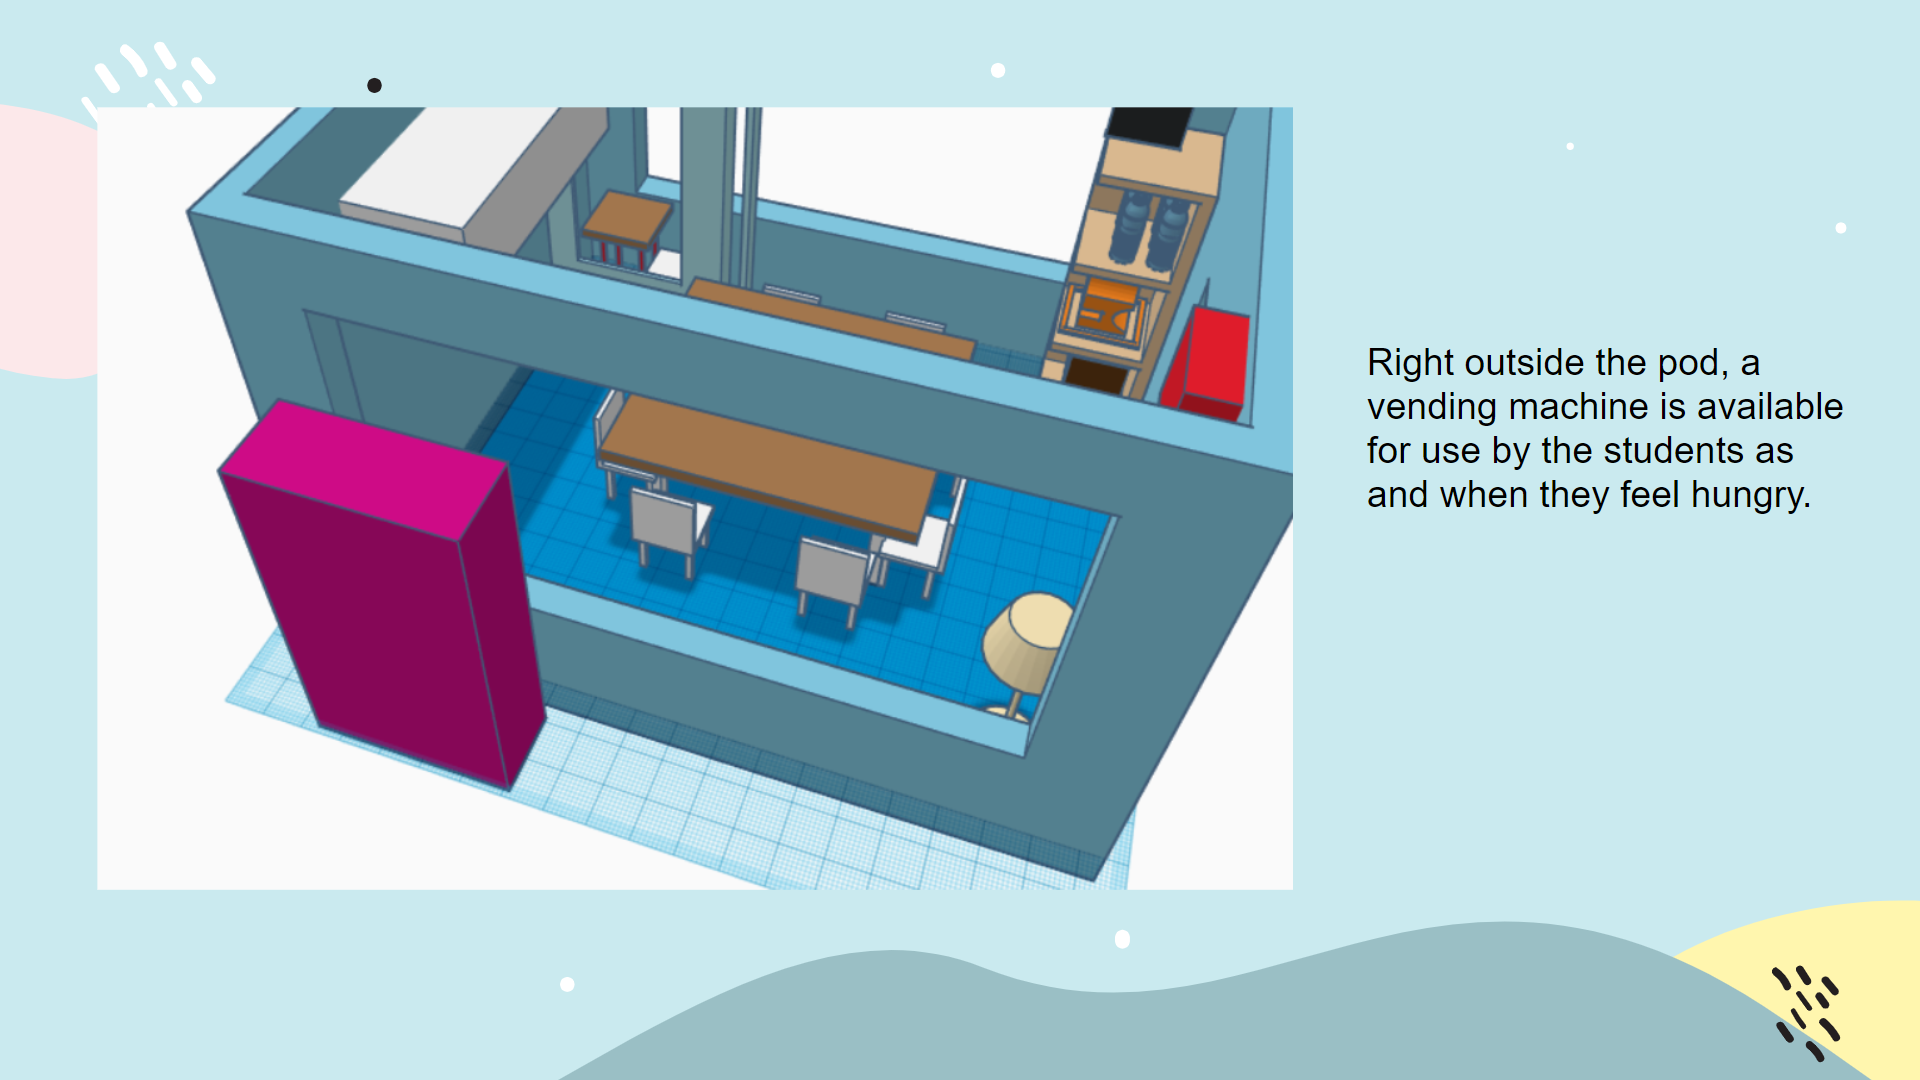 Right outside the pod, a
vending machine is available
for use by the students as
and when they feel hungry.